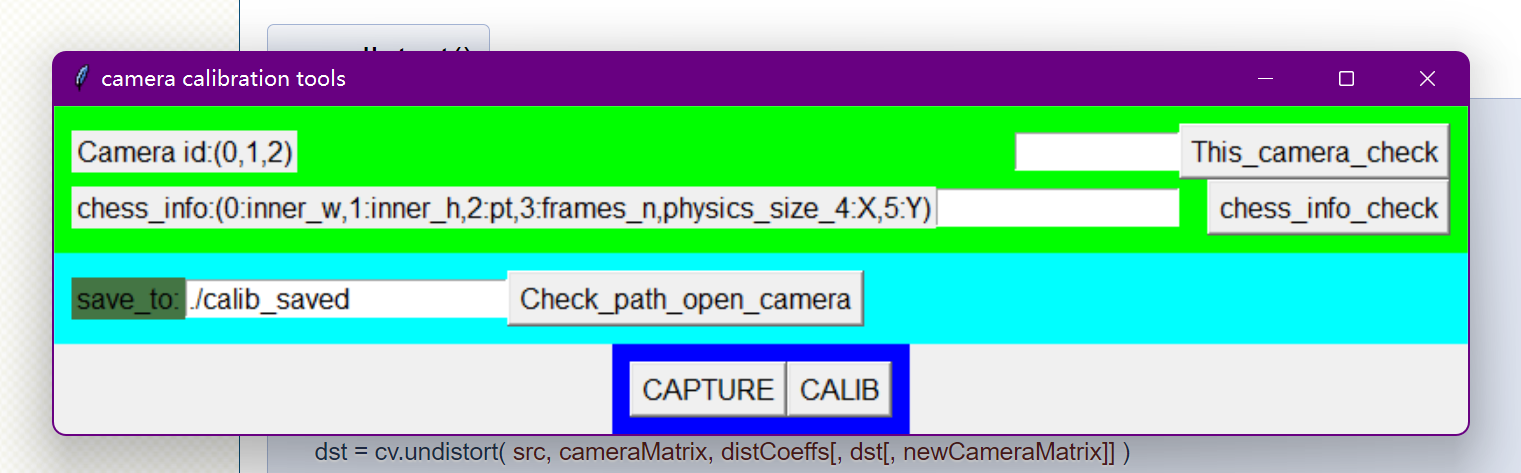 camera calibration tools
Camera id:(0,1,2) This_camera_check
chess_info:(0:inner_w,1:inner_h,2:pt,3:frames_n,physics_size_4:X,5:Y) chess_info_check
save_to: ./calib_saved Check_path_open_camera
CAPTURE CALIB
dst = cv.undistort( src, cameraMatrix, distCoeffs[, dst[, newCameraMatrix]] )